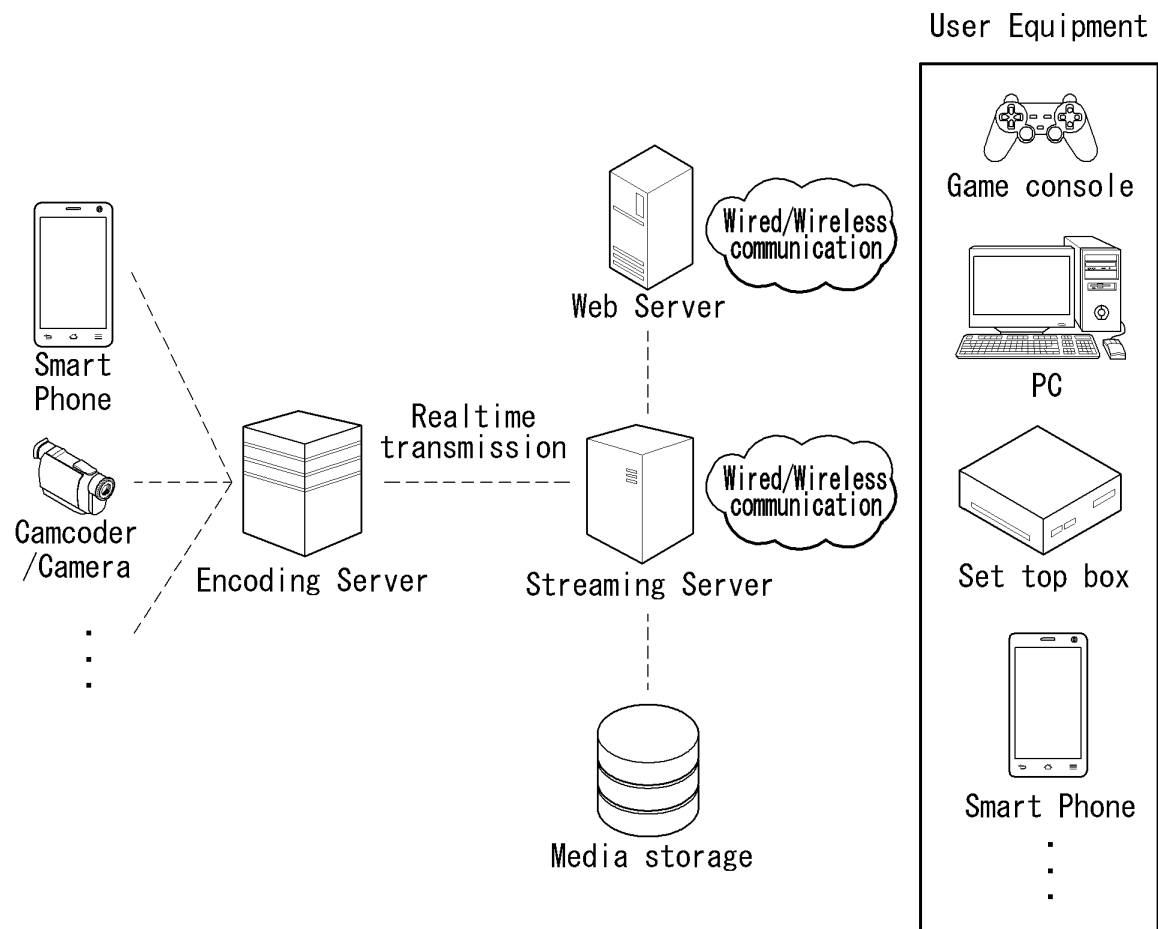 User Equipment
Game console
Wired/Wireless
communication
Web Server
Smart
Phone
PC
Realtime
transmission
Wired/Wireless
communication
Camcoder
/Camera
Encoding Server
Streaming Server
Set top box
Smart Phone
Media storage